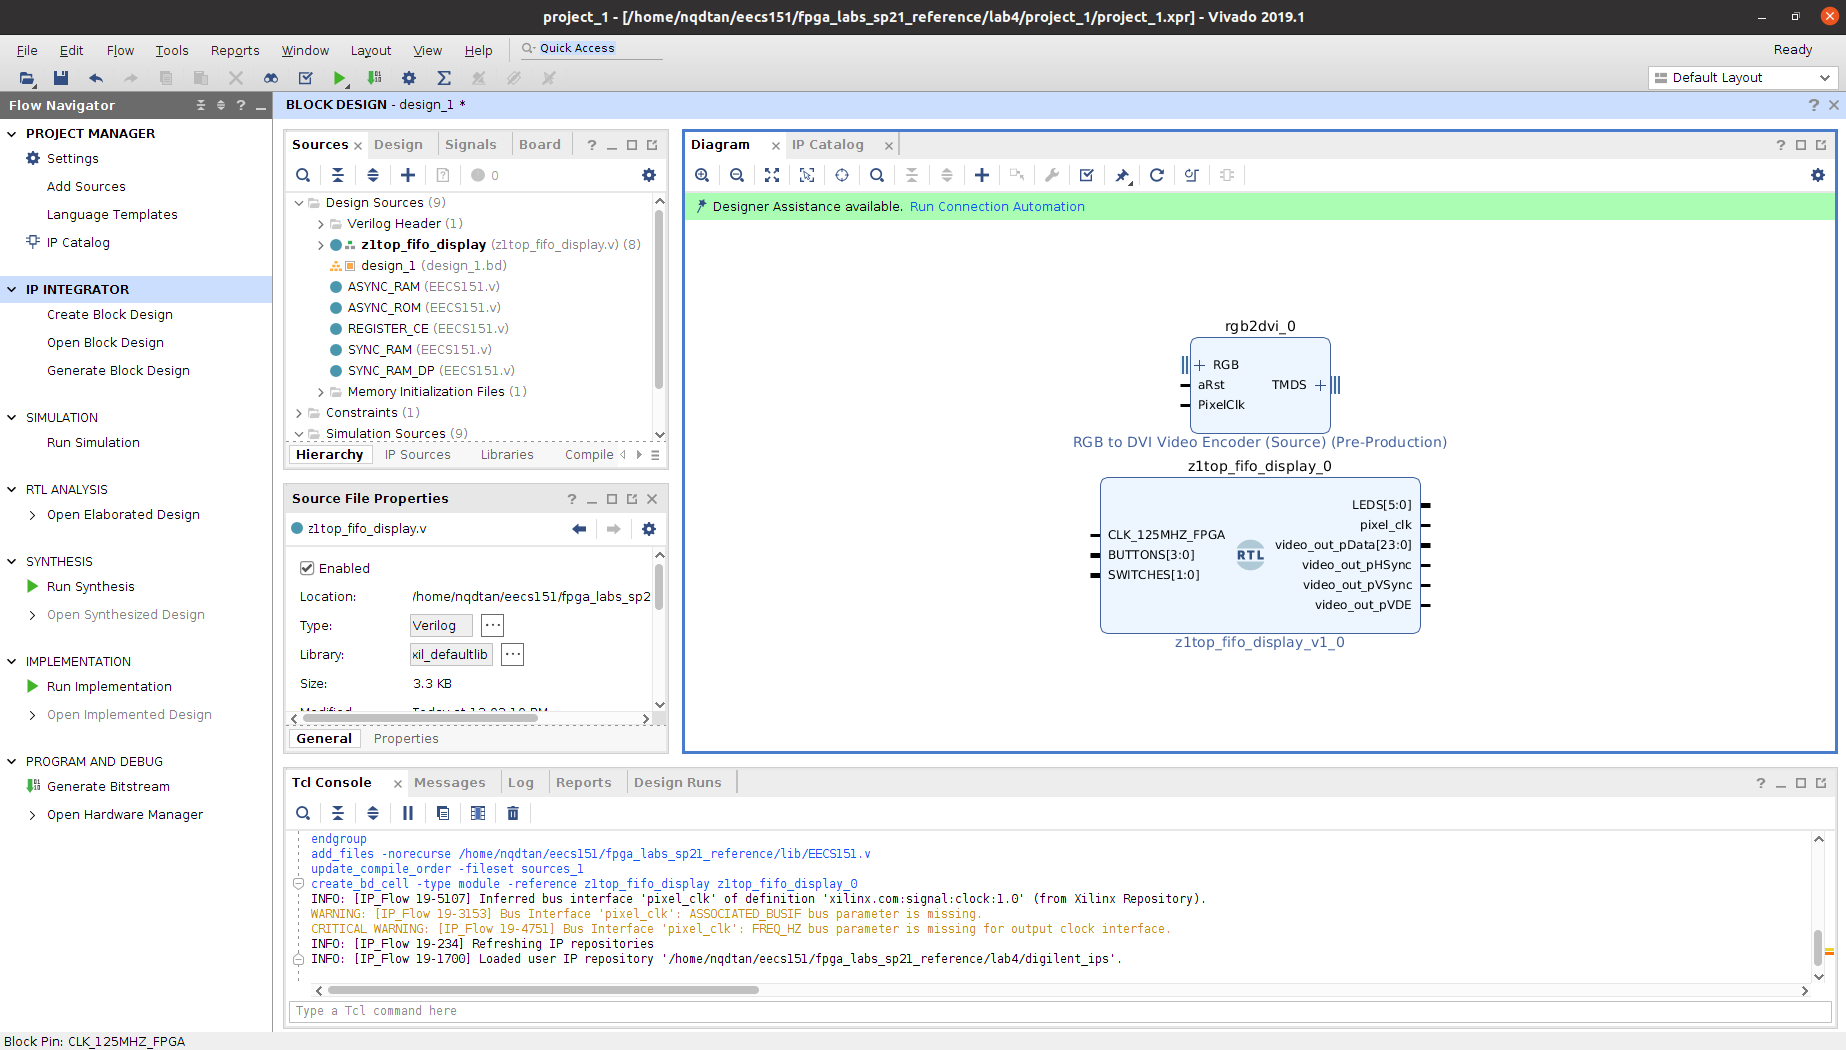 project_1 - [/home/nqdtan/eecs151/fpga_labs_sp21_reference/lab4/project_1/project_1.xpr] - Vivado 2019.1
File Edit Flow Tools Reports Window Layout View Help Quick Access Ready
Default Layout
Flow Navigator
PROJECT MANAGER
Settings
Add Sources
Language Templates
IP Catalog
IP INTEGRATOR
Create Block Design
Open Block Design
Generate Block Design
SIMULATION
Run Simulation
RTL ANALYSIS
Open Elaborated Design
SYNTHESIS
Run Synthesis
Open Synthesized Design
IMPLEMENTATION
Run Implementation
Open Implemented Design
PROGRAM AND DEBUG
Generate Bitstream
Open Hardware Manager
BLOCK DESIGN - design_1 *
Sources Design Signals Board
0
Design Sources (9)
Verilog Header (1)
z1top_fifo_display (z1top_fifo_display.v) (8)
design_1 (design_1.bd)
ASYNC_RAM (EECS151.v)
ASYNC_ROM (EECS151.v)
REGISTER_CE (EECS151.v)
SYNC_RAM (EECS151.v)
SYNC_RAM_DP (EECS151.v)
Memory Initialization Files (1)
Constraints (1)
Simulation Sources (9)
Hierarchy IP Sources Libraries Compile
Source File Properties
z1top_fifo_display.v
Enabled
Location: /home/nqdtan/eecs151/fpga_labs_sp2
Type: Verilog
Library: xil_defaultlib
Size: 3.3 KB
General Properties
Diagram IP Catalog
Designer Assistance available. Run Connection Automation
rgb2dvi_0
RGB
aRst TMDS
PixelClk
RGB to DVI Video Encoder (Source) (Pre-Production)
z1top_fifo_display_0
LEDS[5:0]
pixel_clk
CLK_125MHZ_FPGA video_out_pData[23:0]
BUTTONS[3:0] RTL video_out_pHSync
SWITCHES[1:0] video_out_pVSync
video_out_pVDE
z1top_fifo_display_v1_0
Tcl Console Messages Log Reports Design Runs
endgroup
add_files -norecurse /home/nqdtan/eecs151/fpga_labs_sp21_reference/lib/EECS151.v
update_compile_order -fileset sources_1
create_bd_cell -type module -reference z1top_fifo_display z1top_fifo_display_0
INFO: [IP_Flow 19-5107] Inferred bus interface 'pixel_clk' of definition 'xilinx.com:signal:clock:1.0' (from Xilinx Repository).
WARNING: [IP_Flow 19-3153] Bus Interface 'pixel_clk': ASSOCIATED_BUSIF bus parameter is missing.
CRITICAL WARNING: [IP_Flow 19-4751] Bus Interface 'pixel_clk': FREQ_HZ bus parameter is missing for output clock interface.
INFO: [IP_Flow 19-234] Refreshing IP repositories
INFO: [IP_Flow 19-1700] Loaded user IP repository '/home/nqdtan/eecs151/fpga_labs_sp21_reference/lab4/digilent_ips'.
Type a Tcl command here
Block Pin: CLK_125MHZ_FPGA